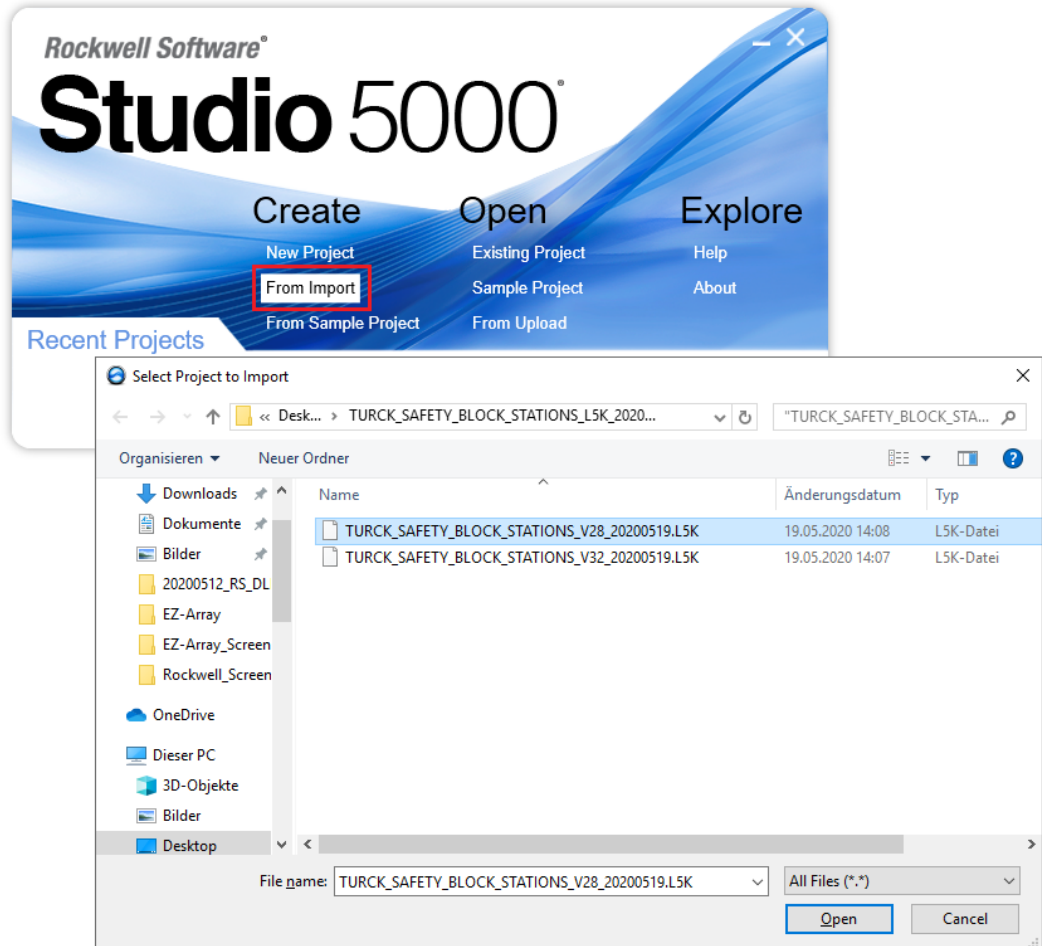 Rockwell Software®
Studio 5000®
Create Open Explore
New Project Existing Project Help
From Import Sample Project About
From Sample Project From Upload
Recent Projects
Select Project to Import
« Desk... › TURCK_SAFETY_BLOCK_STATIONS_L5K_2020... "TURCK_SAFETY_BLOCK_STA...
Organisieren Neuer Ordner
Downloads
Dokumente
Bilder
20200512_RS_DL
EZ-Array
EZ-Array_Screen
Rockwell_Screen
OneDrive
Dieser PC
3D-Objekte
Bilder
Desktop
Name Änderungsdatum Typ
TURCK_SAFETY_BLOCK_STATIONS_V28_20200519.L5K 19.05.2020 14:08 L5K-Datei
TURCK_SAFETY_BLOCK_STATIONS_V32_20200519.L5K 19.05.2020 14:07 L5K-Datei
File name: TURCK_SAFETY_BLOCK_STATIONS_V28_20200519.L5K All Files (*.*)
Open Cancel